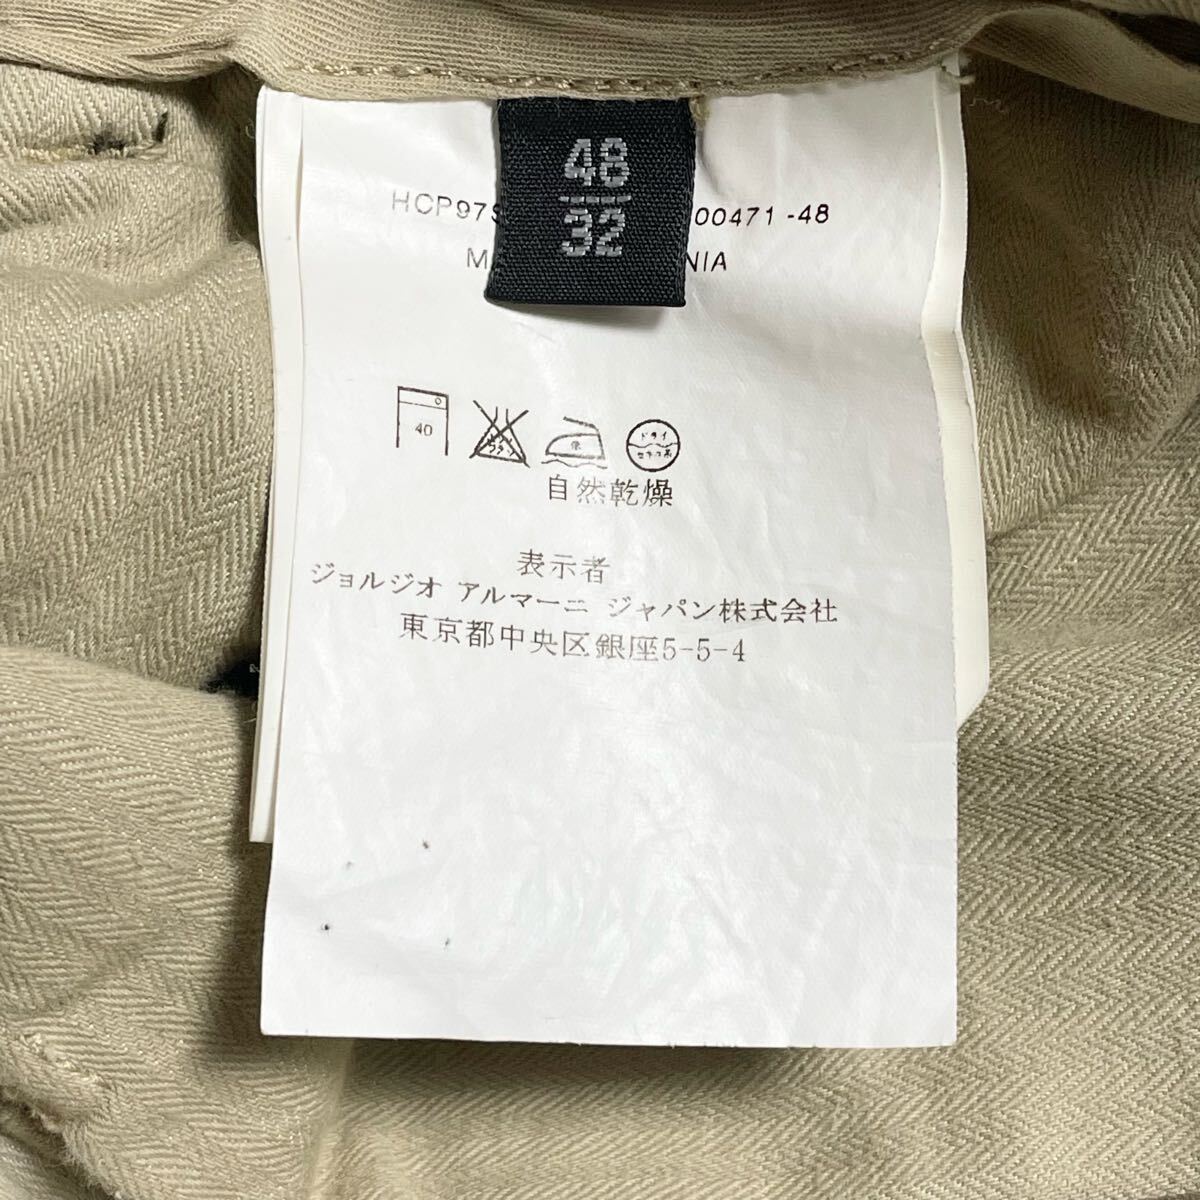 48
32
00471 -48
40
自然乾燥
表示者
ジョルジオ アルマーニ ジャパン株式会社
東京都中央区銀座5-5-4